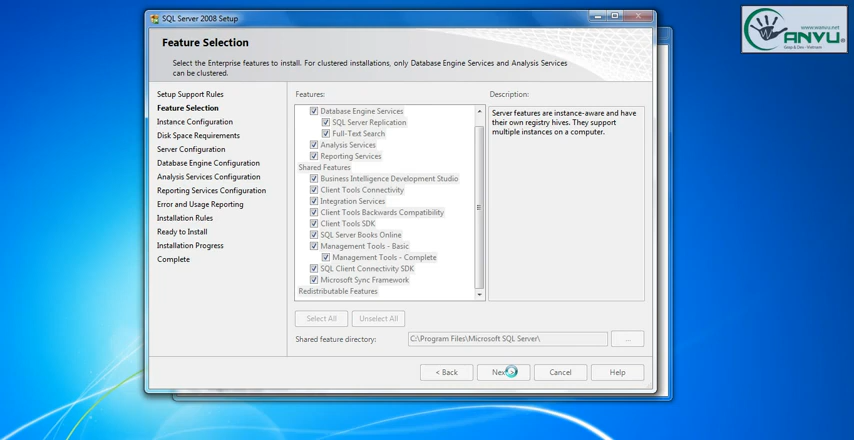 SQL Server 2008 Setup
www.vanvu.net
ANVU
Feature Selection
Select the Enterprise features to install. For clustered installations, only Database Engine Services and Analysis Services
can be clustered.
Setup Support Rules
Feature Selection
Instance Configuration
Disk Space Requirements
Server Configuration
Database Engine Configuration
Analysis Services Configuration
Reporting Services Configuration
Error and Usage Reporting
Installation Rules
Ready to Install
Installation Progress
Complete
Features:
Database Engine Services
SQL Server Replication
Full-Text Search
Analysis Services
Reporting Services
Shared Features
Business Intelligence Development Studio
Client Tools Connectivity
Integration Services
Client Tools Backwards Compatibility
Client Tools SDK
SQL Server Books Online
Management Tools - Basic
Management Tools - Complete
SQL Client Connectivity SDK
Microsoft Sync Framework
Redistributable Features
Description:
Server features are instance-aware and have
their own registry hives. They support
multiple instances on a computer.
Select All
Unselect All
Shared feature directory:
C:\Program Files\Microsoft SQL Server\
...
< Back
Next >
Cancel
Help